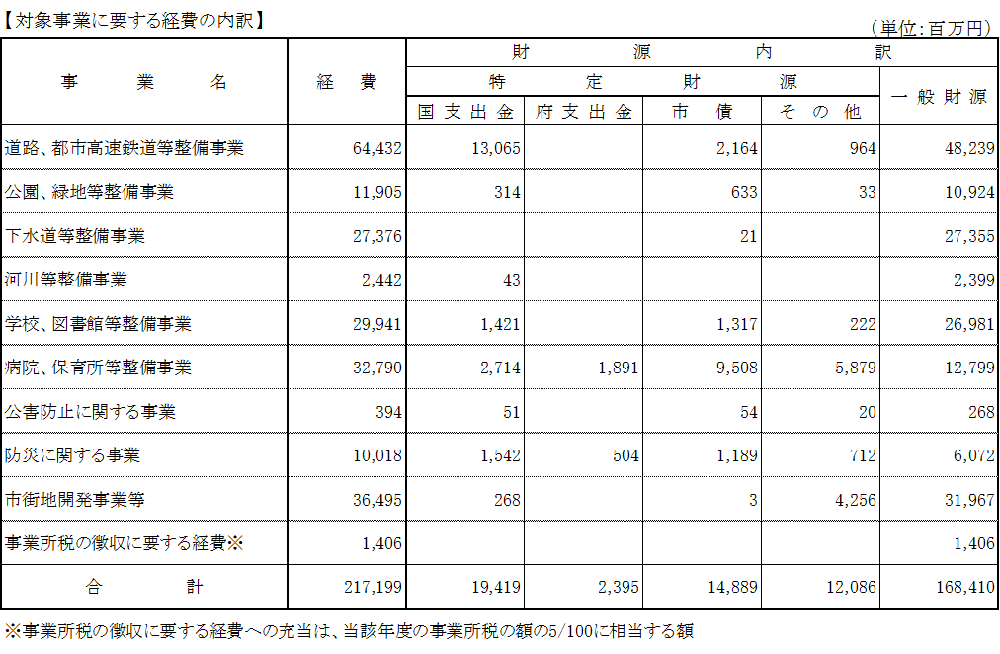 【対象事業に要する経費の内訳】
（単位：百万円）
事業名 経費 財源内訳
特定財源 一般財源
国支出金 府支出金 市債 その他
道路、都市高速鉄道等整備事業 64,432 13,065 2,164 964 48,239
公園、緑地等整備事業 11,905 314 633 33 10,924
下水道等整備事業 27,376 21 27,355
河川等整備事業 2,442 43 2,399
学校、図書館等整備事業 29,941 1,421 1,317 222 26,981
病院、保育所等整備事業 32,790 2,714 1,891 9,508 5,879 12,799
公害防止に関する事業 394 51 54 20 268
防災に関する事業 10,018 1,542 504 1,189 712 6,072
市街地開発事業等 36,495 268 3 4,256 31,967
事業所税の徴収に要する経費※ 1,406 1,406
合計 217,199 19,419 2,395 14,889 12,086 168,410
※事業所税の徴収に要する経費への充当は、当該年度の事業所税の額の5/100に相当する額